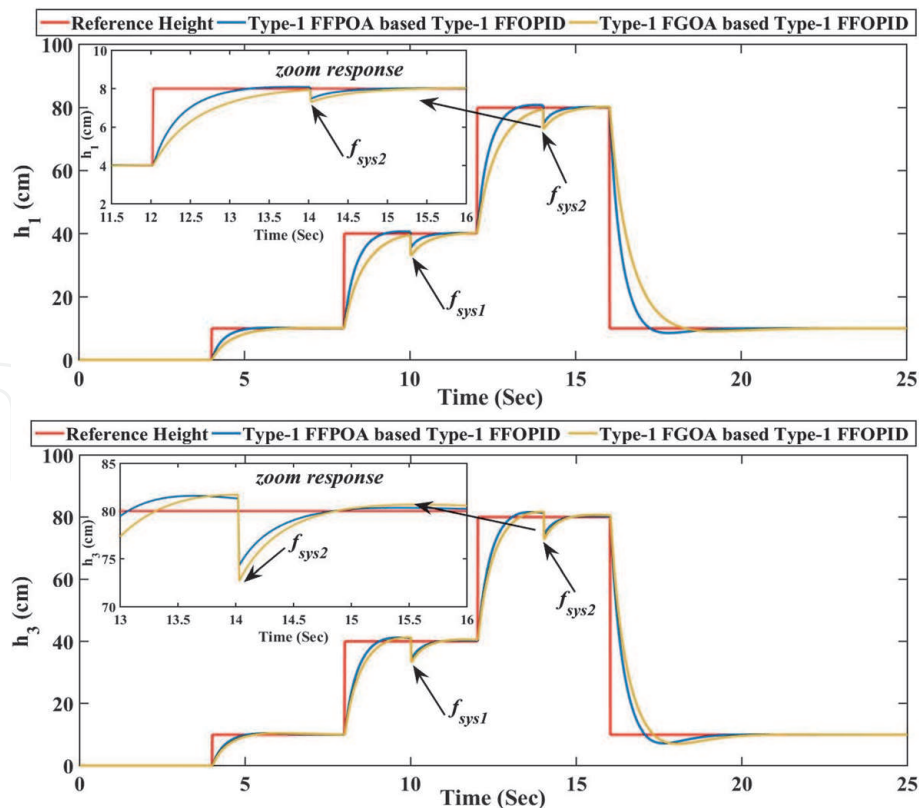 Reference Height Type-1 FFPOA based Type-1 FFOPID Type-1 FGOA based Type-1 FFOPID
100
80
60
40
20
0
h1 (cm)
zoom response
10
8
6
4
2
h1 (cm)
fsys2
11.5 12 12.5 13 13.5 14 14.5 15 15.5 16
Time (Sec)
fsys2
fsys1
0 5 10 15 20 25
Time (Sec)
Reference Height Type-1 FFPOA based Type-1 FFOPID Type-1 FGOA based Type-1 FFOPID
100
80
60
40
20
0
h3 (cm)
zoom response
85
80
75
70
h3 (cm)
fsys2
13 13.5 14 14.5 15 15.5 16
Time (Sec)
fsys2
fsys1
0 5 10 15 20 25
Time (Sec)